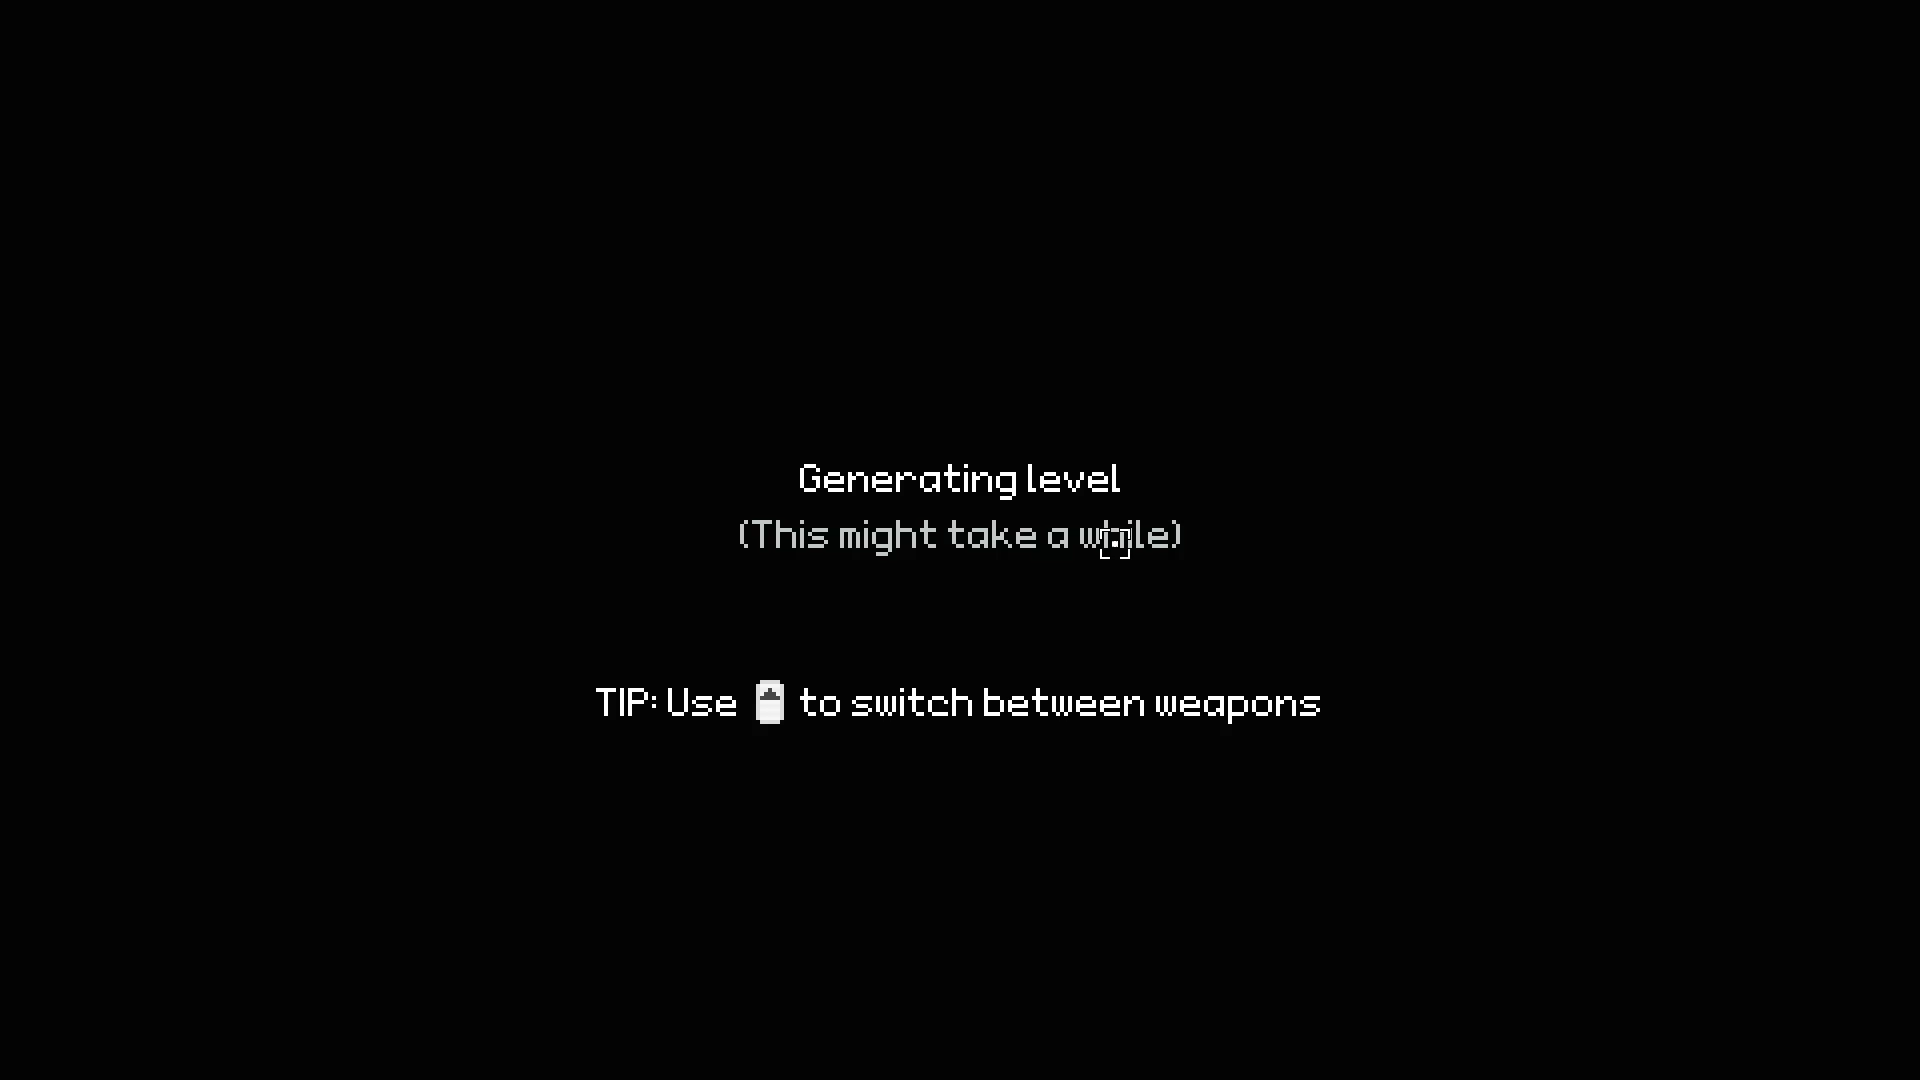 Generating level
(This might take a while)
TIP: Use to switch between weapons